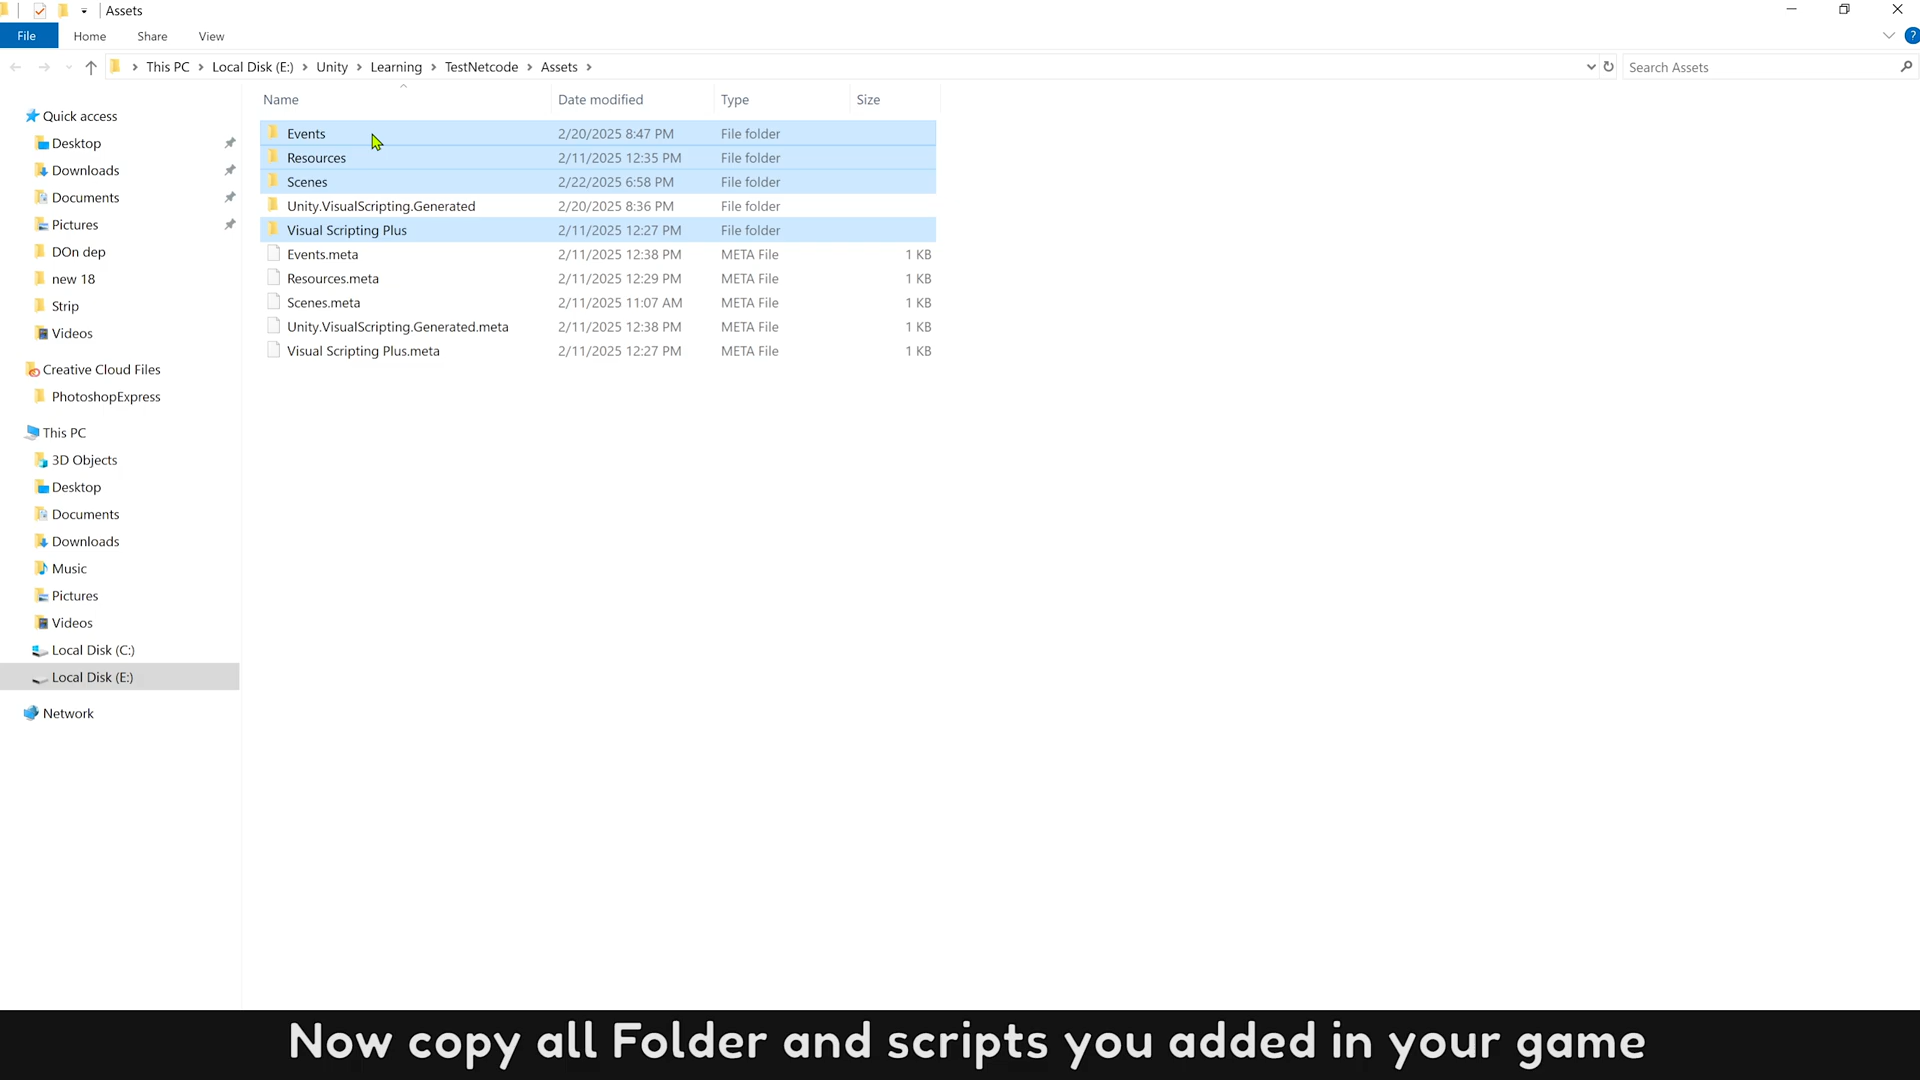 Assets
File Home Share View
This PC Local Disk (E:) Unity Learning TestNetcode Assets
Search Assets
Name Date modified Type Size
Quick access
Desktop
Downloads
Documents
Pictures
DOn dep
new 18
Strip
Videos
Creative Cloud Files
PhotoshopExpress
This PC
3D Objects
Desktop
Documents
Downloads
Music
Pictures
Videos
Local Disk (C:)
Local Disk (E:)
Network
Events 2/20/2025 8:47 PM File folder
Resources 2/11/2025 12:35 PM File folder
Scenes 2/22/2025 6:58 PM File folder
Unity.VisualScripting.Generated 2/20/2025 8:36 PM File folder
Visual Scripting Plus 2/11/2025 12:27 PM File folder
Events.meta 2/11/2025 12:38 PM META File 1 KB
Resources.meta 2/11/2025 12:29 PM META File 1 KB
Scenes.meta 2/11/2025 11:07 AM META File 1 KB
Unity.VisualScripting.Generated.meta 2/11/2025 12:38 PM META File 1 KB
Visual Scripting Plus.meta 2/11/2025 12:27 PM META File 1 KB
Now copy all Folder and scripts you added in your game